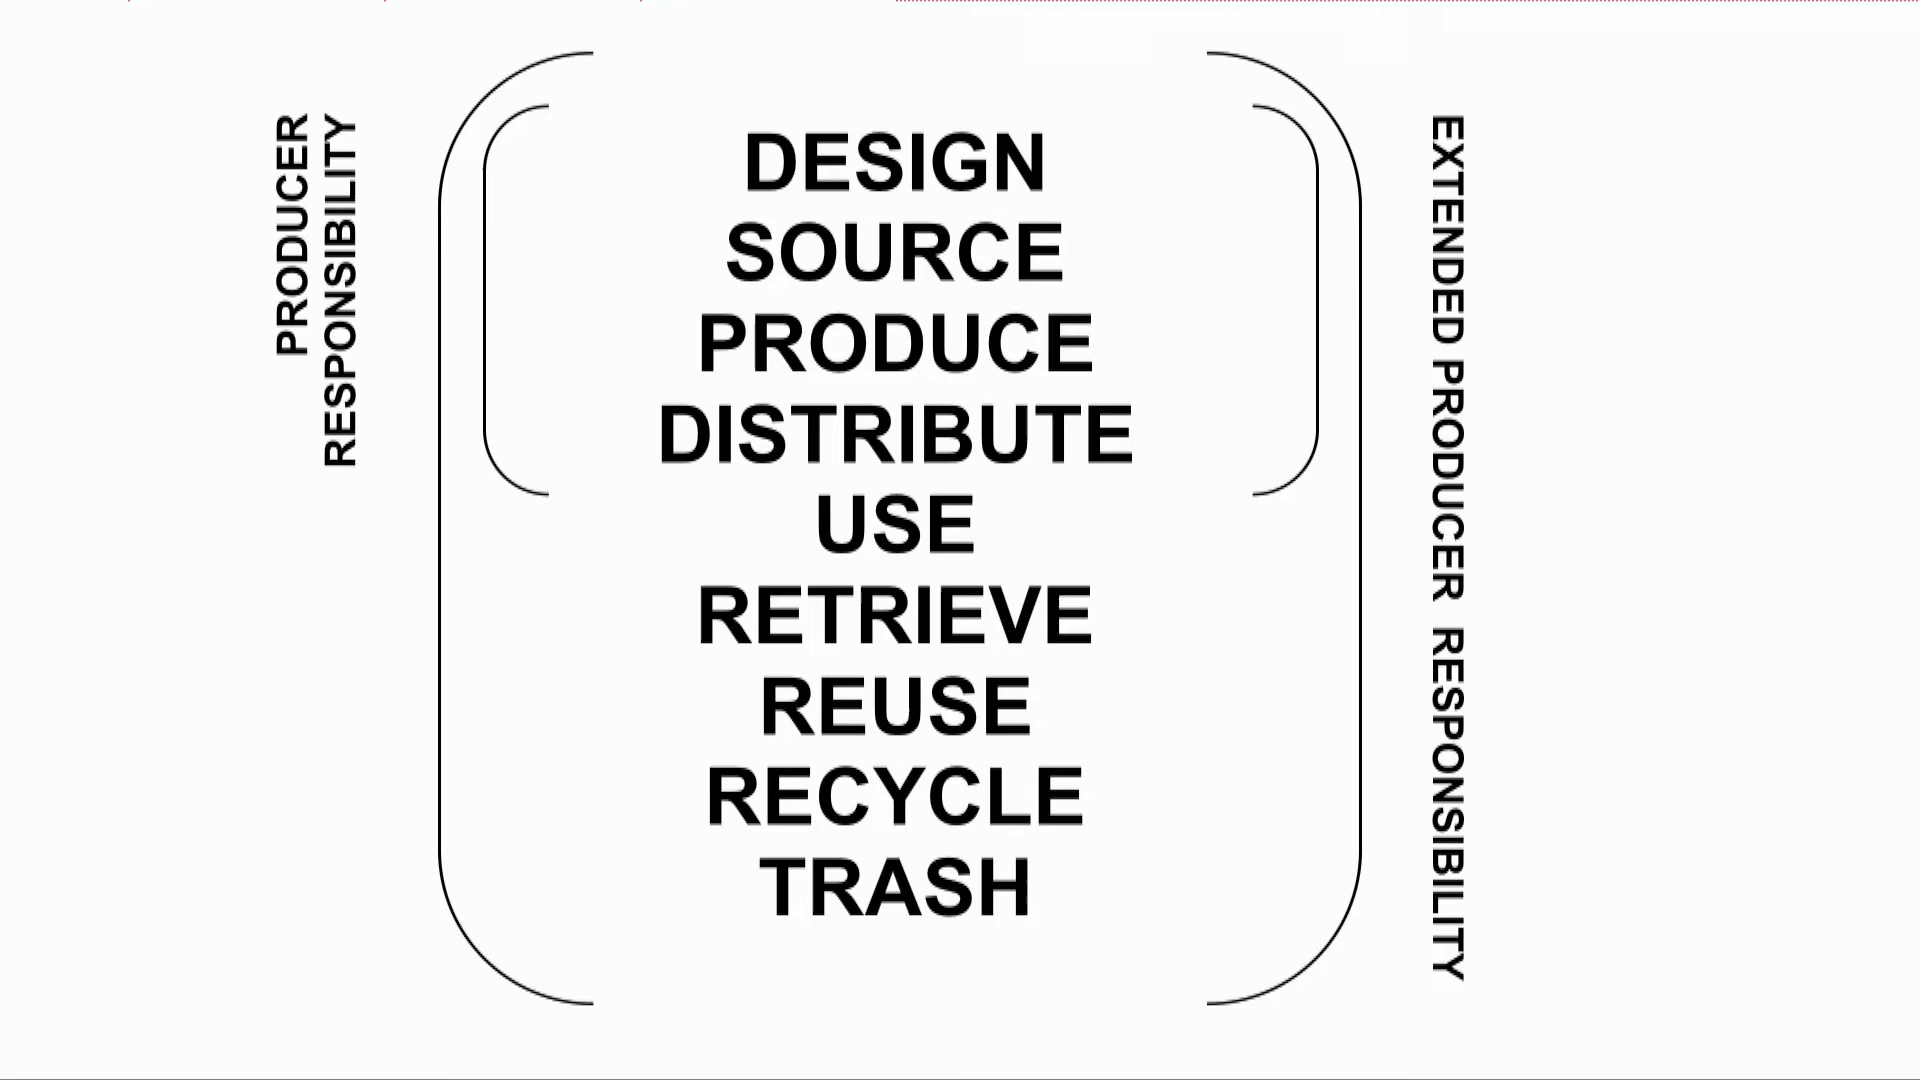 PRODUCER
RESPONSIBILITY
DESIGN
SOURCE
PRODUCE
DISTRIBUTE
USE
RETRIEVE
REUSE
RECYCLE
TRASH
EXTENDED PRODUCER RESPONSIBILITY